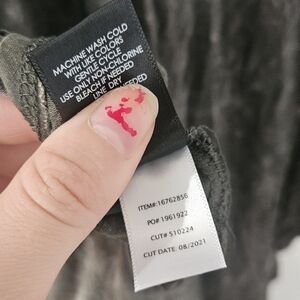 MACHINE WASH COLD
WITH LIKE COLORS
GENTLE CYCLE
USE ONLY NON-CHLORINE
BLEACH IF NEEDED
LINE DRY
NEEDED
ITEM#:16762856
PO# 1961922
CUT# 510224
CUT DATE: 08/2021